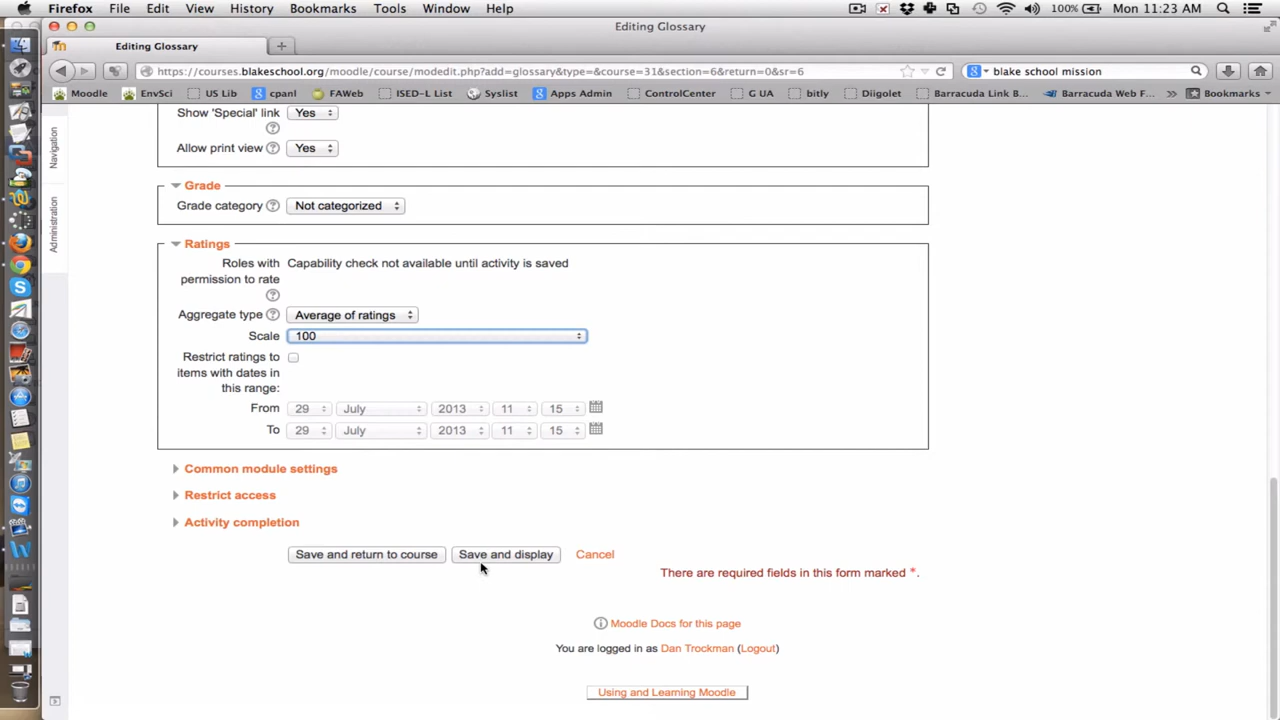 Firefox File Edit View History Bookmarks Tools Window Help 100% Mon 11:23 AM
Editing Glossary
Editing Glossary
https://courses.blakeschool.org/moodle/course/modedit.php?add=glossary&type=&course=31&section=6&return=0&sr=6 blake school mission
Moodle EnvSci US Lib cpanl FAWeb ISED-L List Syslist Apps Admin ControlCenter G UA bitly Diigolet Barracuda Link B... Barracuda Web F... » Bookmarks
Navigation
Administration
Show 'Special' link Yes
Allow print view Yes
Grade
Grade category Not categorized
Ratings
Roles with permission to rate Capability check not available until activity is saved
Aggregate type Average of ratings
Scale 100
Restrict ratings to
items with dates in
this range:
From 29 July 2013 11 15
To 29 July 2013 11 15
Common module settings
Restrict access
Activity completion
Save and return to course Save and display Cancel
There are required fields in this form marked *.
Moodle Docs for this page
You are logged in as Dan Trockman (Logout)
Using and Learning Moodle